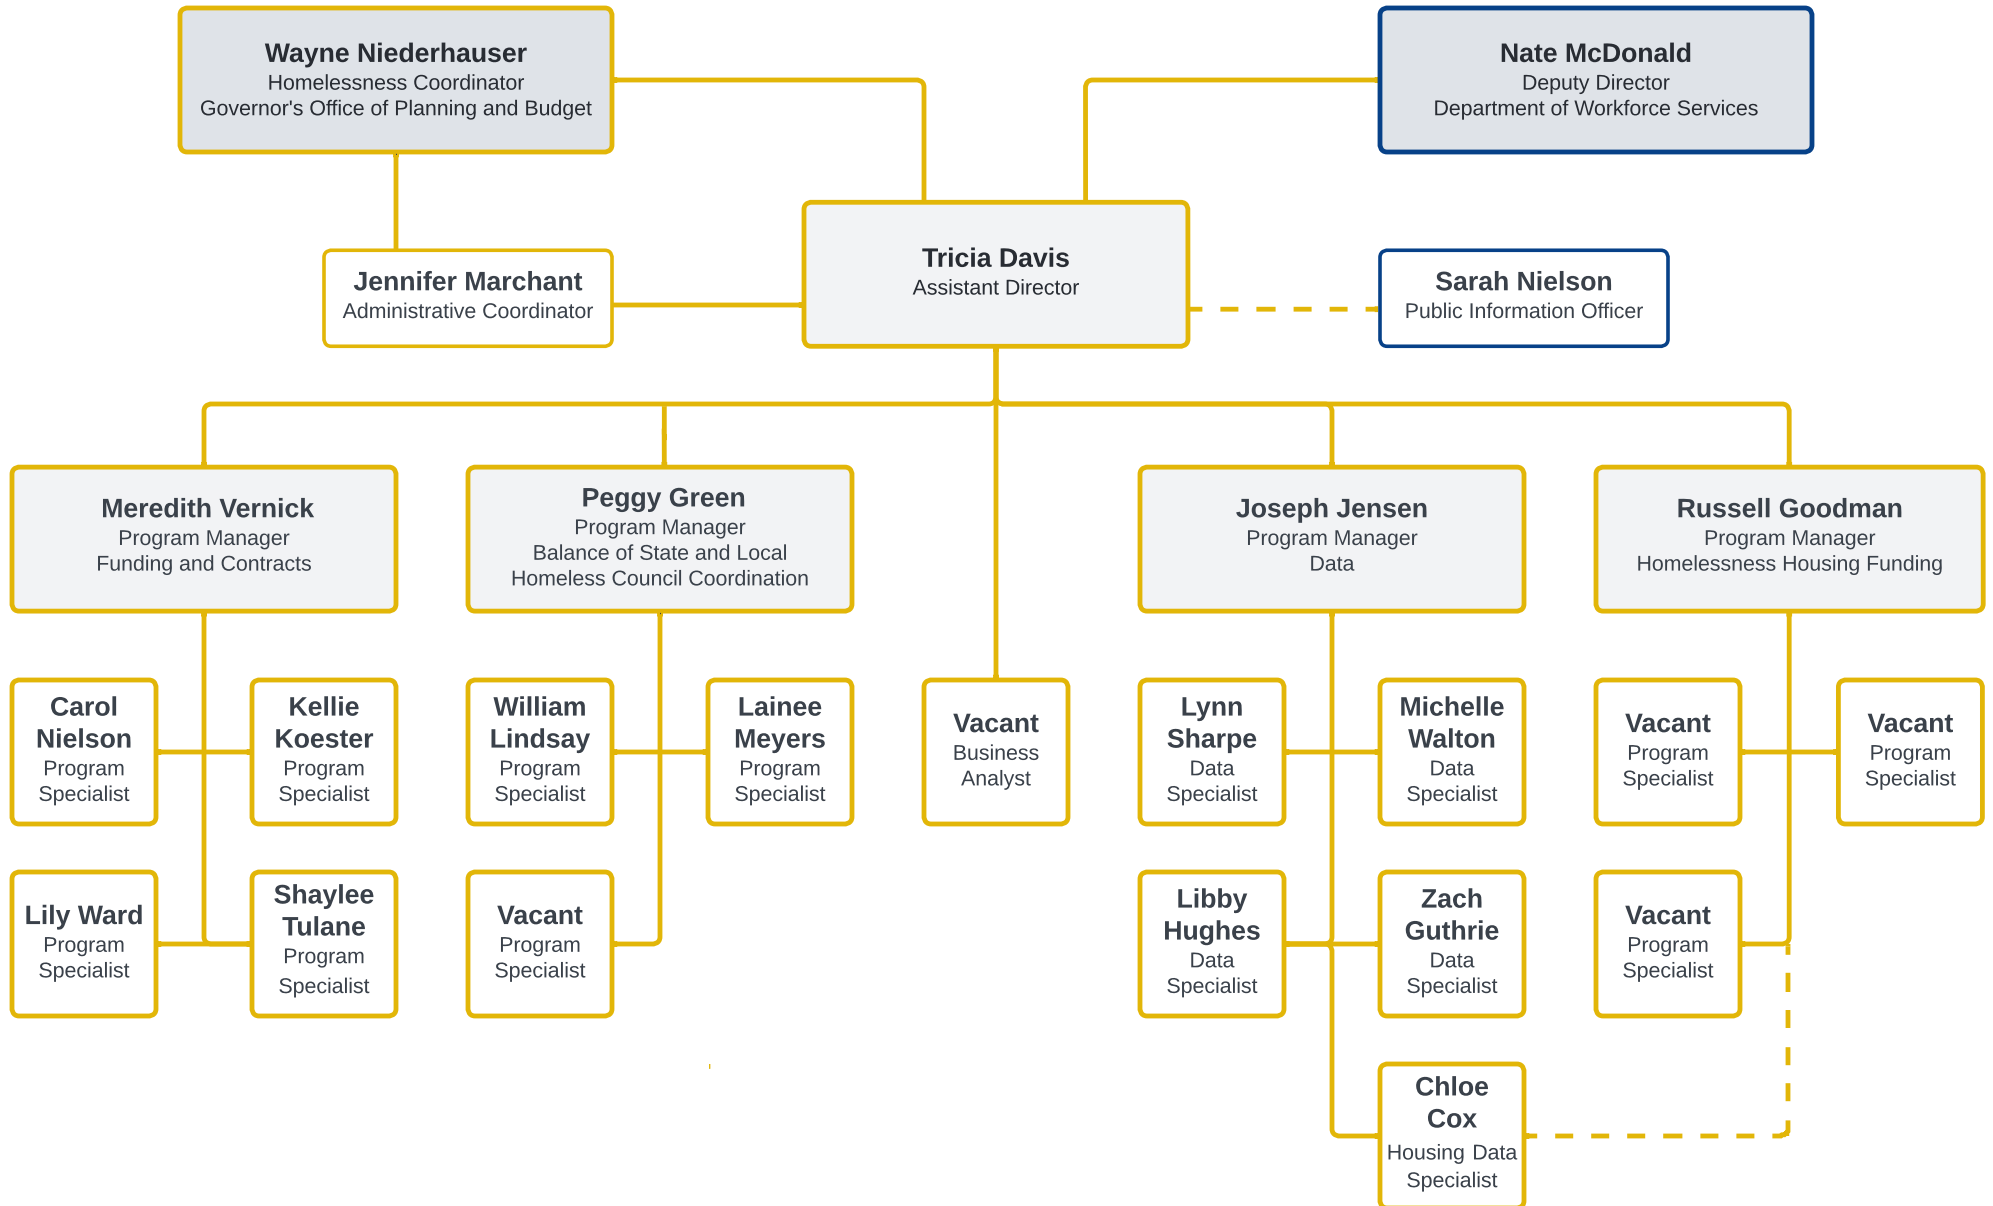 Wayne Niederhauser
Homelessness Coordinator
Governor's Office of Planning and Budget
Nate McDonald
Deputy Director
Department of Workforce Services
Jennifer Marchant
Administrative Coordinator
Tricia Davis
Assistant Director
Sarah Nielson
Public Information Officer
Meredith Vernick
Program Manager
Funding and Contracts
Peggy Green
Program Manager
Balance of State and Local
Homeless Council Coordination
Joseph Jensen
Program Manager
Data
Russell Goodman
Program Manager
Homelessness Housing Funding
Carol
Nielson
Program
Specialist
Kellie
Koester
Program
Specialist
William
Lindsay
Program
Specialist
Lainee
Meyers
Program
Specialist
Vacant
Business
Analyst
Lynn
Sharpe
Data
Specialist
Michelle
Walton
Data
Specialist
Vacant
Program
Specialist
Vacant
Program
Specialist
Lily Ward
Program
Specialist
Shaylee
Tulane
Program
Specialist
Vacant
Program
Specialist
Libby
Hughes
Data
Specialist
Zach
Guthrie
Data
Specialist
Vacant
Program
Specialist
Chloe
Cox
Housing Data
Specialist